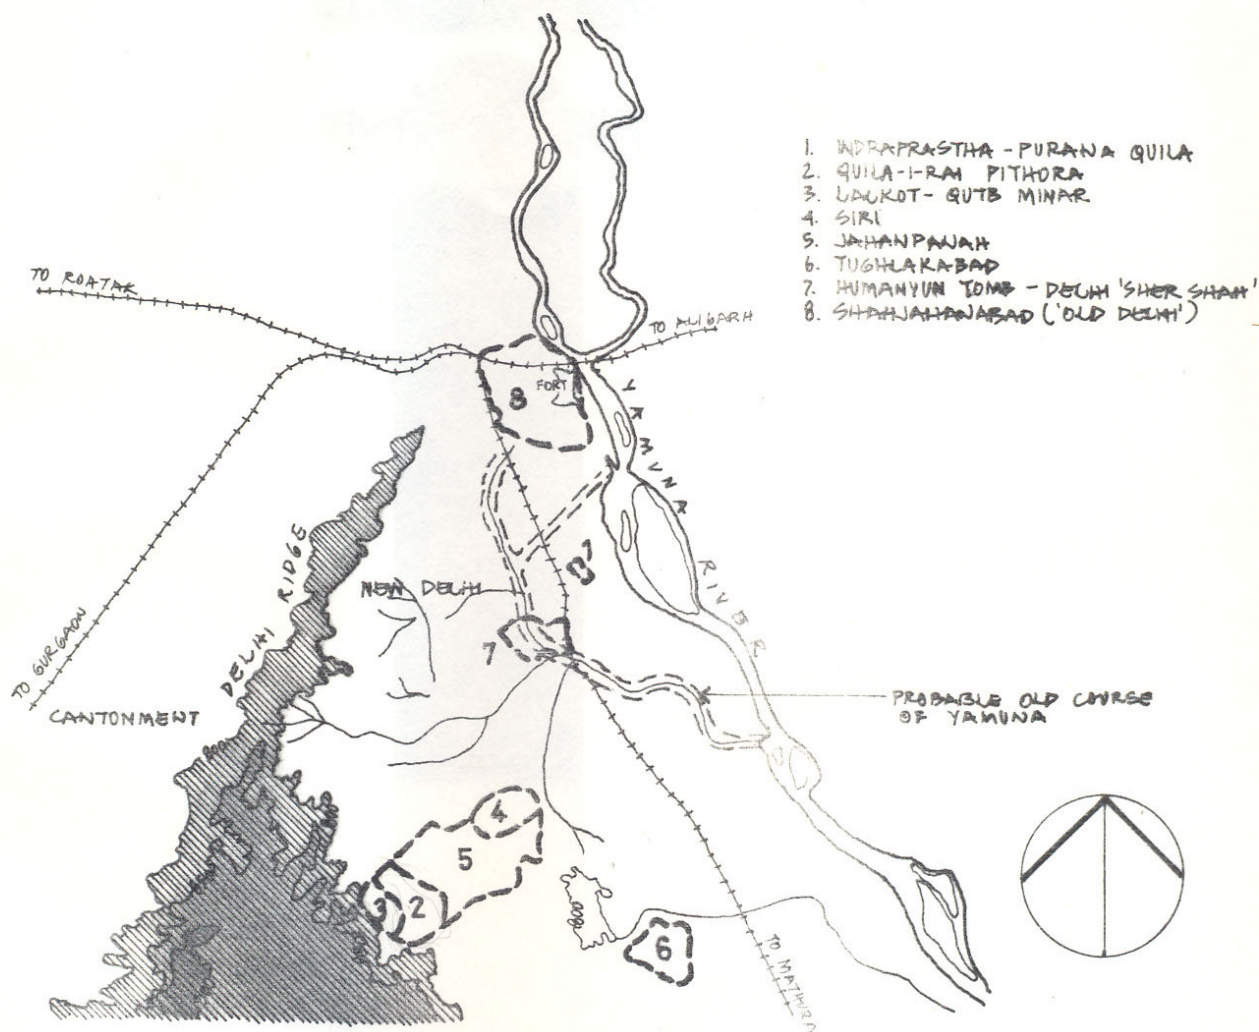 1. INDRAPRASTHA - PURANA QUILA
2. QUILA-I-RAI PITHORA
3. LALKOT - QUTB MINAR
4. SIRI
5. JAHANPANAH
6. TUGHLAKABAD
7. HUMANYUN TOMB - DELHI 'SHER SHAH'
8. SHAHJAHANABAD ('OLD DELHI')
TO ROATAK
TO ALIGARH
FORT
8
YAMUNA
RIVER
1
DELHI RIDGE
NEW DELHI
7
TO GURGAON
CANTONMENT
PROBABLE OLD COURSE
OF YAMUNA
4
5
3
2
6
TO MATHURA